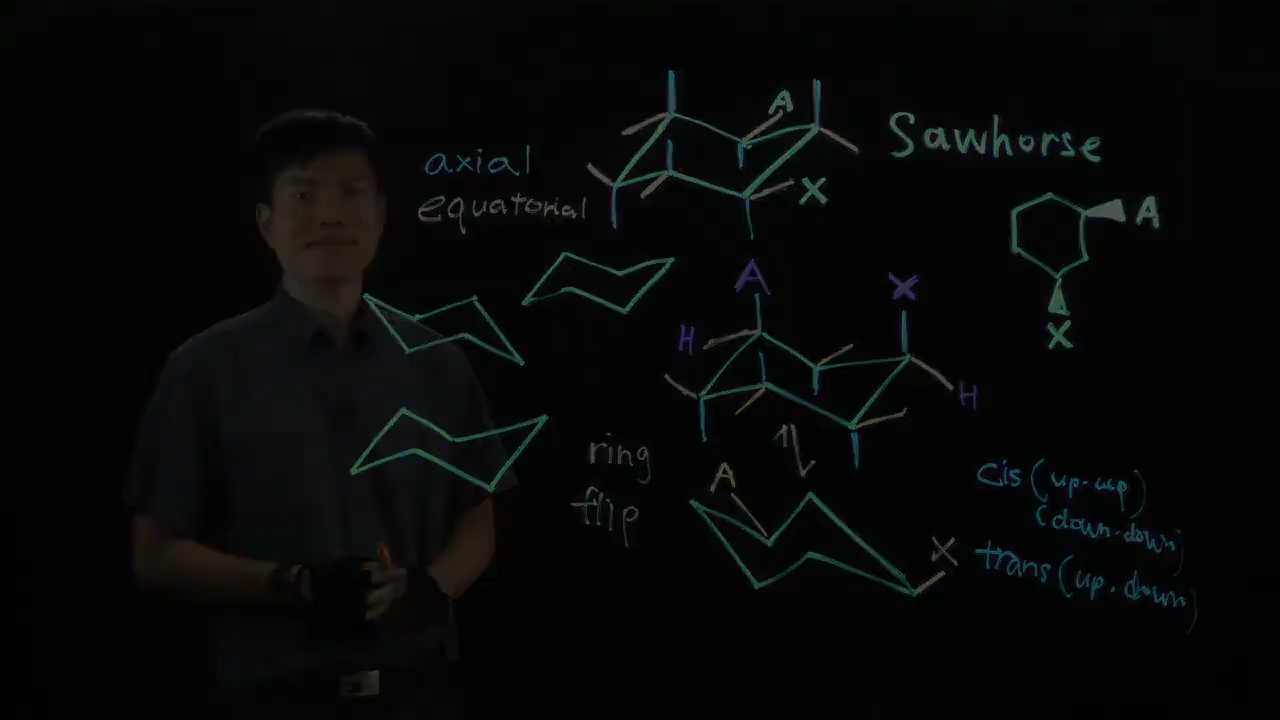 A
Sawhorse
axial
equatorial
X
A
X
A
X
H
H
ring
flip
A
X
cis (up-up)
(down-down)
trans (up-down)